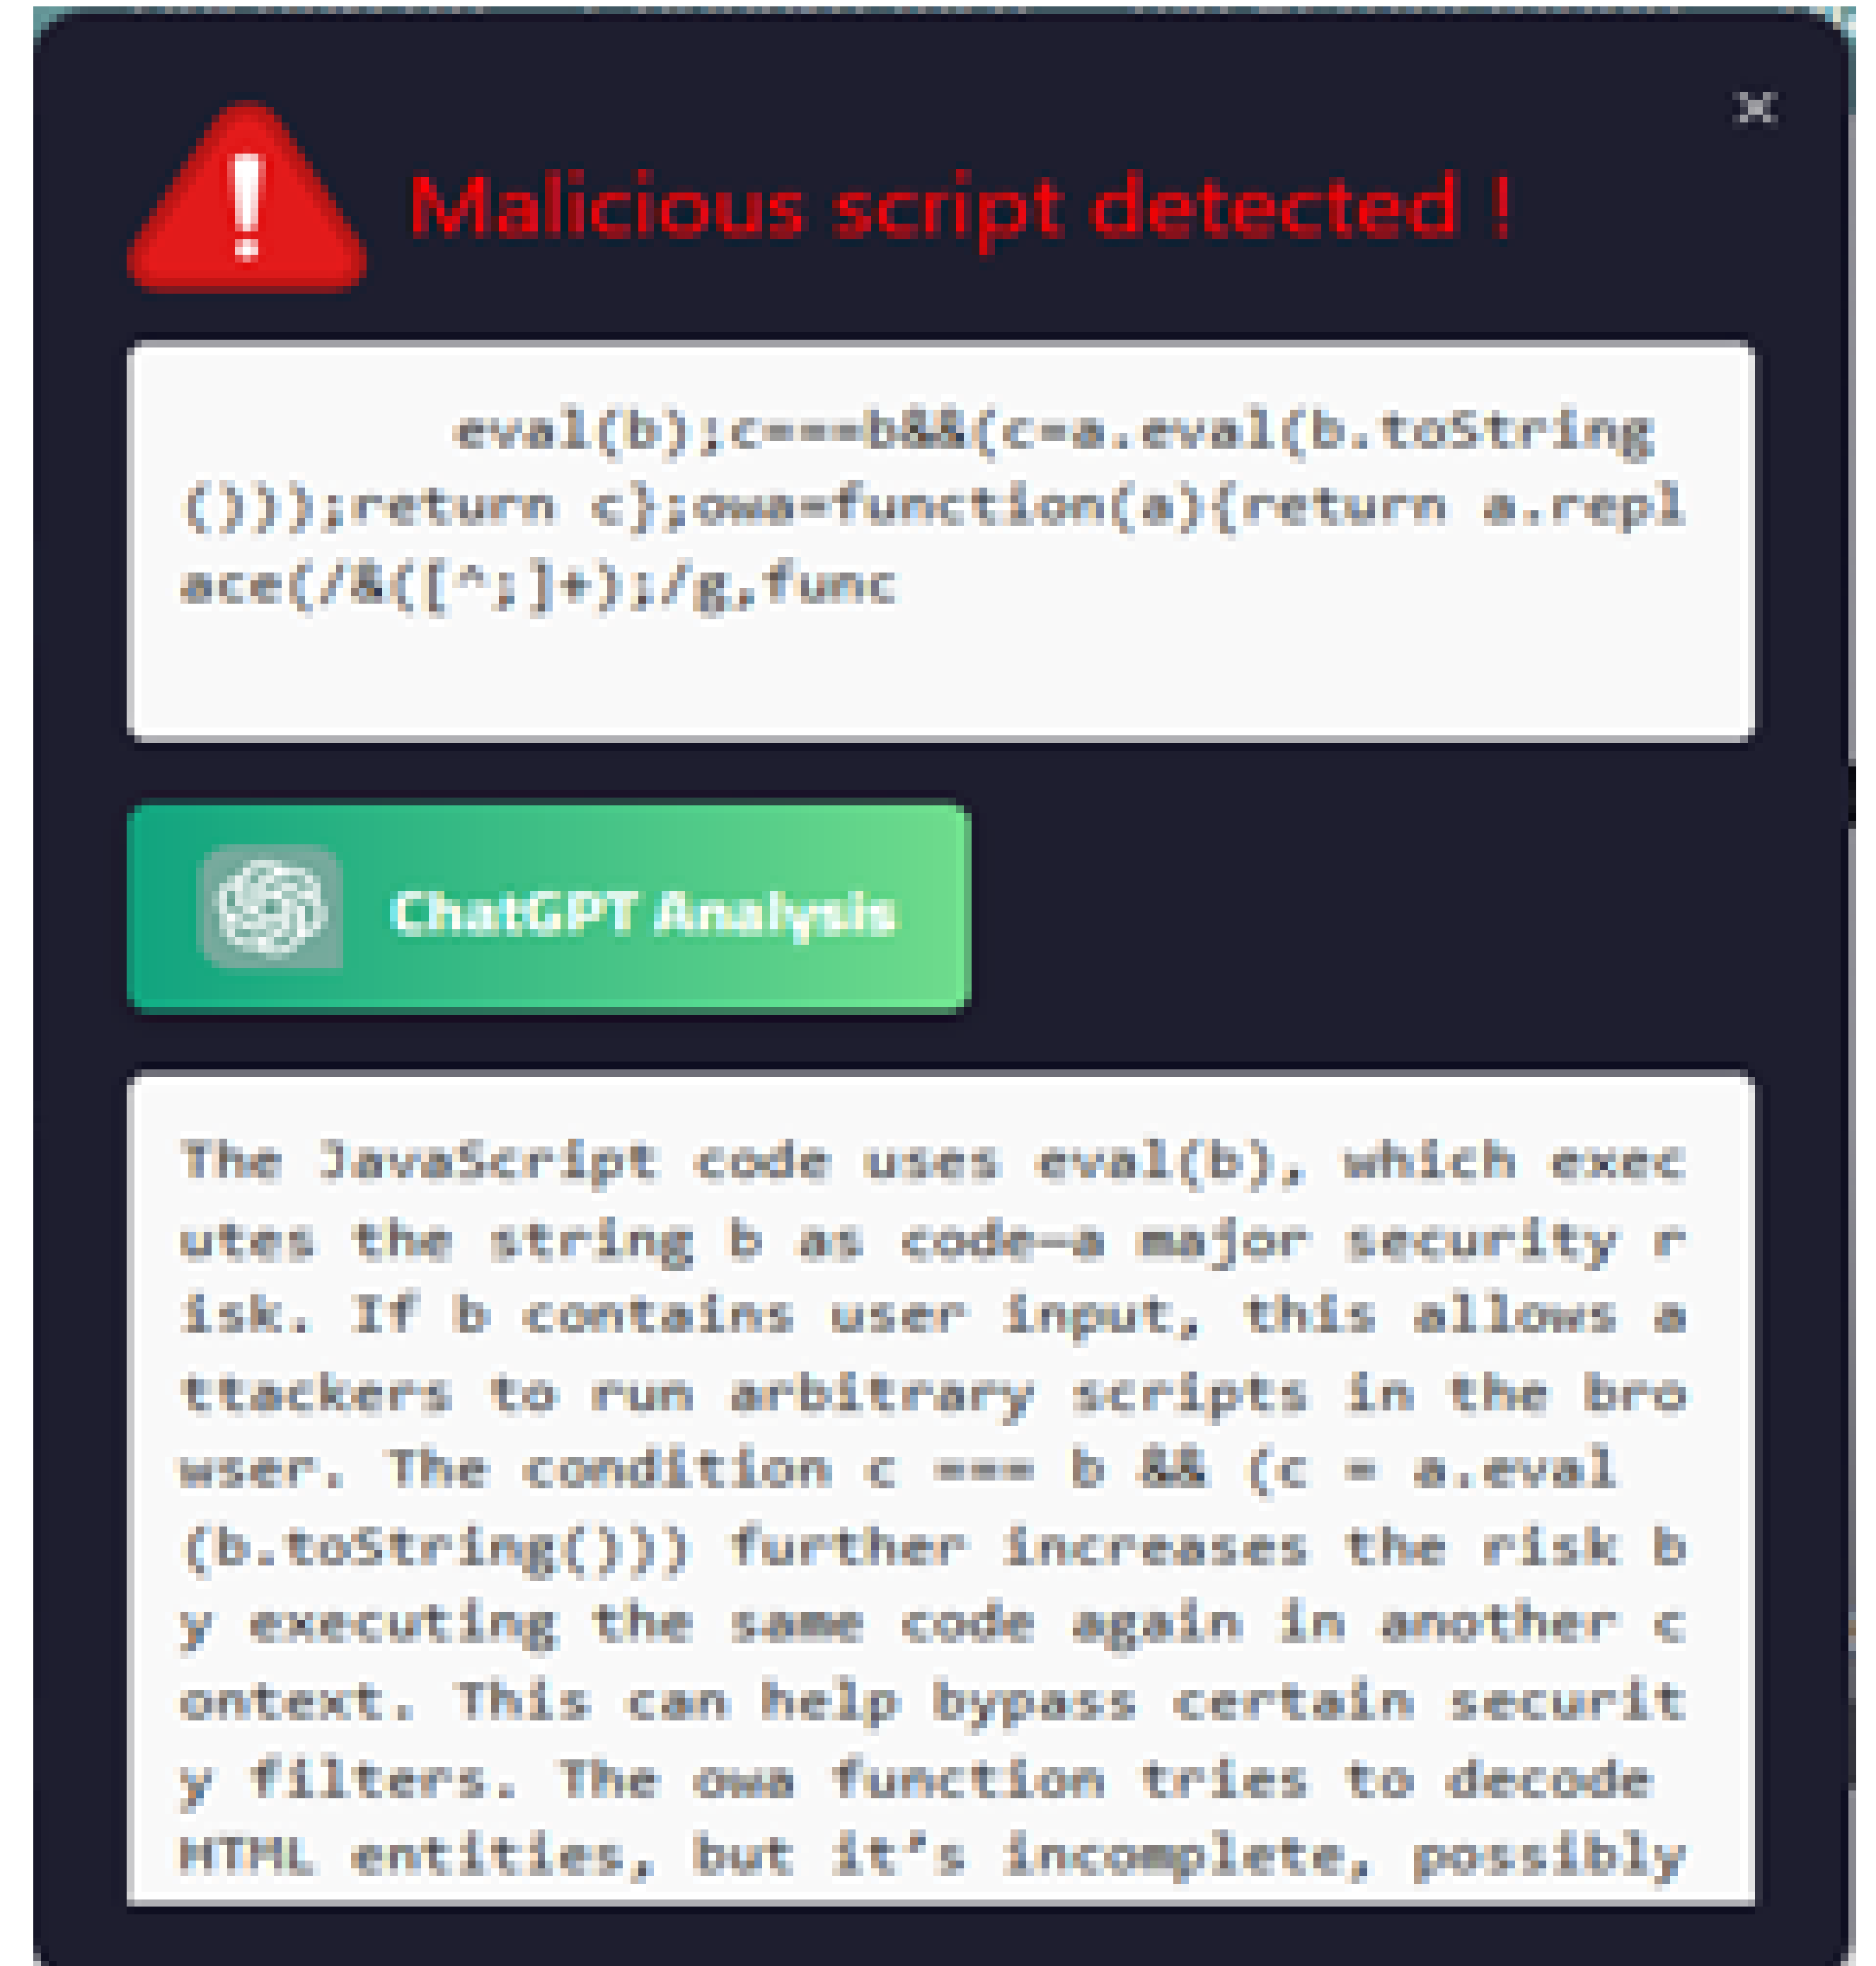 ×
Malicious script detected !
eval(b);c===b&&(c=a.eval(b.toString
()));return c};owa=function(a){return a.repl
ace(/&([^;]+);/g,func
ChatGPT Analysis
The JavaScript code uses eval(b), which exec
utes the string b as code—a major security r
isk. If b contains user input, this allows a
ttackers to run arbitrary scripts in the bro
wser. The condition c === b && (c = a.eval
(b.toString())) further increases the risk b
y executing the same code again in another c
ontext. This can help bypass certain securit
y filters. The owa function tries to decode
HTML entities, but it's incomplete, possibly